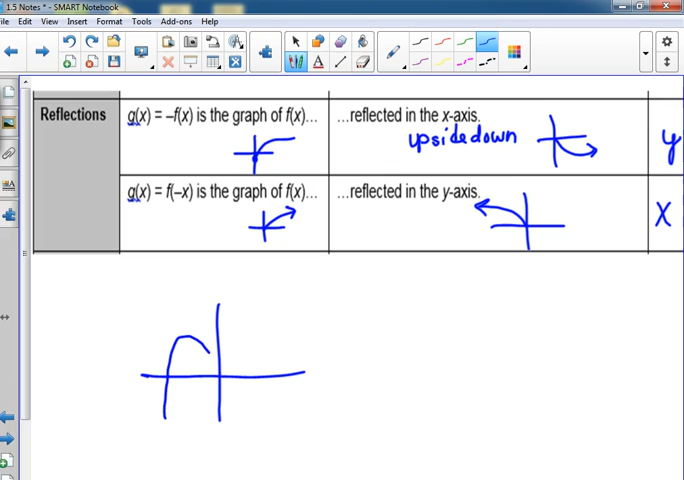 1.5 Notes * - SMART Notebook
File Edit View Insert Format Tools Add-ons Help
Reflections
g(x) = –f(x) is the graph of f(x)…
…reflected in the x-axis.
upsidedown
y
g(x) = f(–x) is the graph of f(x)…
…reflected in the y-axis.
x